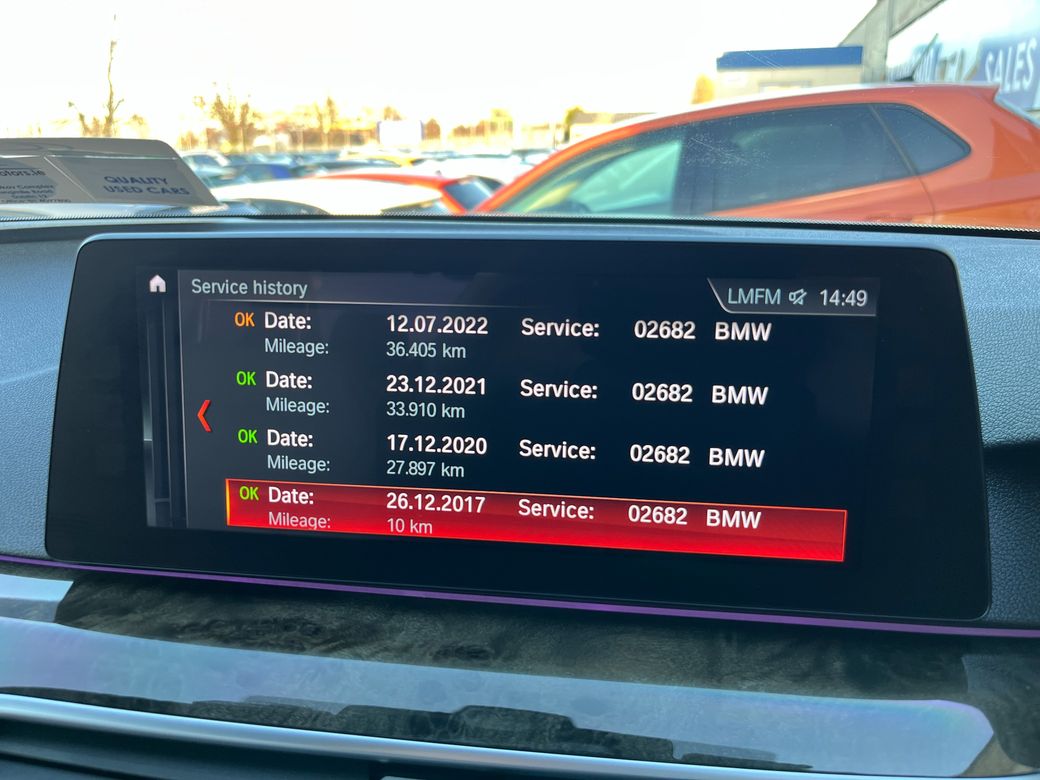 SALES
otors.ie
QUALITY
USED CARS
Service history
LMFM 14:49
OK Date: 12.07.2022 Service: 02682 BMW
Mileage: 36.405 km
OK Date: 23.12.2021 Service: 02682 BMW
Mileage: 33.910 km
OK Date: 17.12.2020 Service: 02682 BMW
Mileage: 27.897 km
OK Date: 26.12.2017 Service: 02682 BMW
Mileage: 10 km